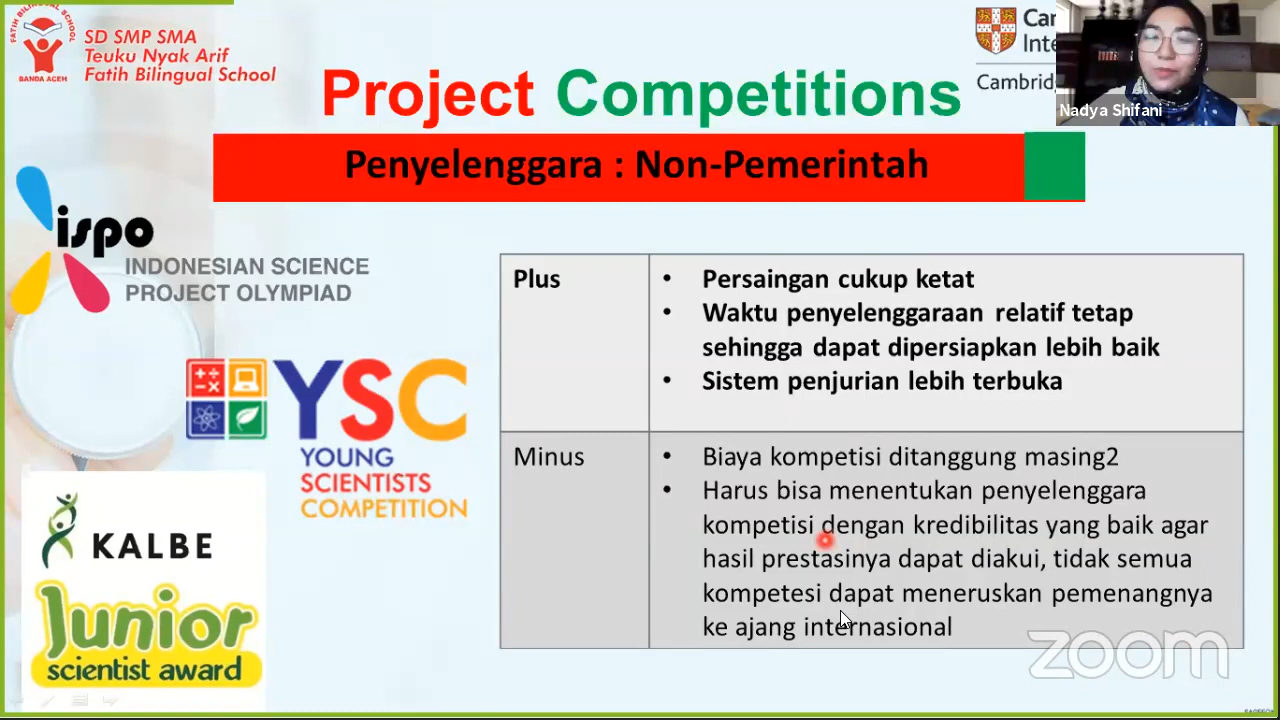 FATIH BILINGUAL SCHOOL
BANDA ACEH
SD SMP SMA
Teuku Nyak Arif
Fatih Bilingual School
Project Competitions
Cambrid
Nadya Shifani
Penyelenggara : Non-Pemerintah
ispo
INDONESIAN SCIENCE
PROJECT OLYMPIAD
YSC
YOUNG
SCIENTISTS
COMPETITION
KALBE
Junior
scientist award
Plus
• Persaingan cukup ketat
• Waktu penyelenggaraan relatif tetap
sehingga dapat dipersiapkan lebih baik
• Sistem penjurian lebih terbuka
Minus
• Biaya kompetisi ditanggung masing2
• Harus bisa menentukan penyelenggara
kompetisi dengan kredibilitas yang baik agar
hasil prestasinya dapat diakui, tidak semua
kompetesi dapat meneruskan pemenangnya
ke ajang internasional
zoom